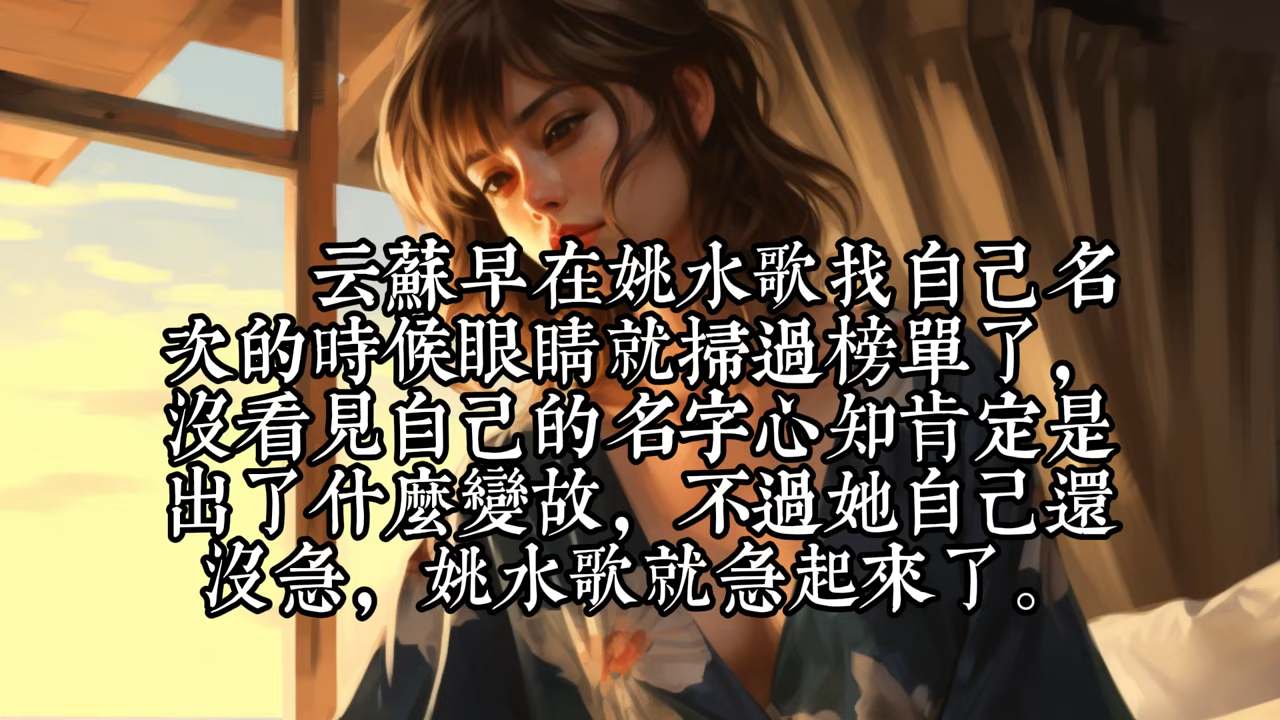 云蘇早在姚水歌找自己名
次的時候眼睛就掃過榜單了，
沒看見自己的名字心知肯定是
出了什麼變故，不過她自己還
沒急，姚水歌就急起來了。